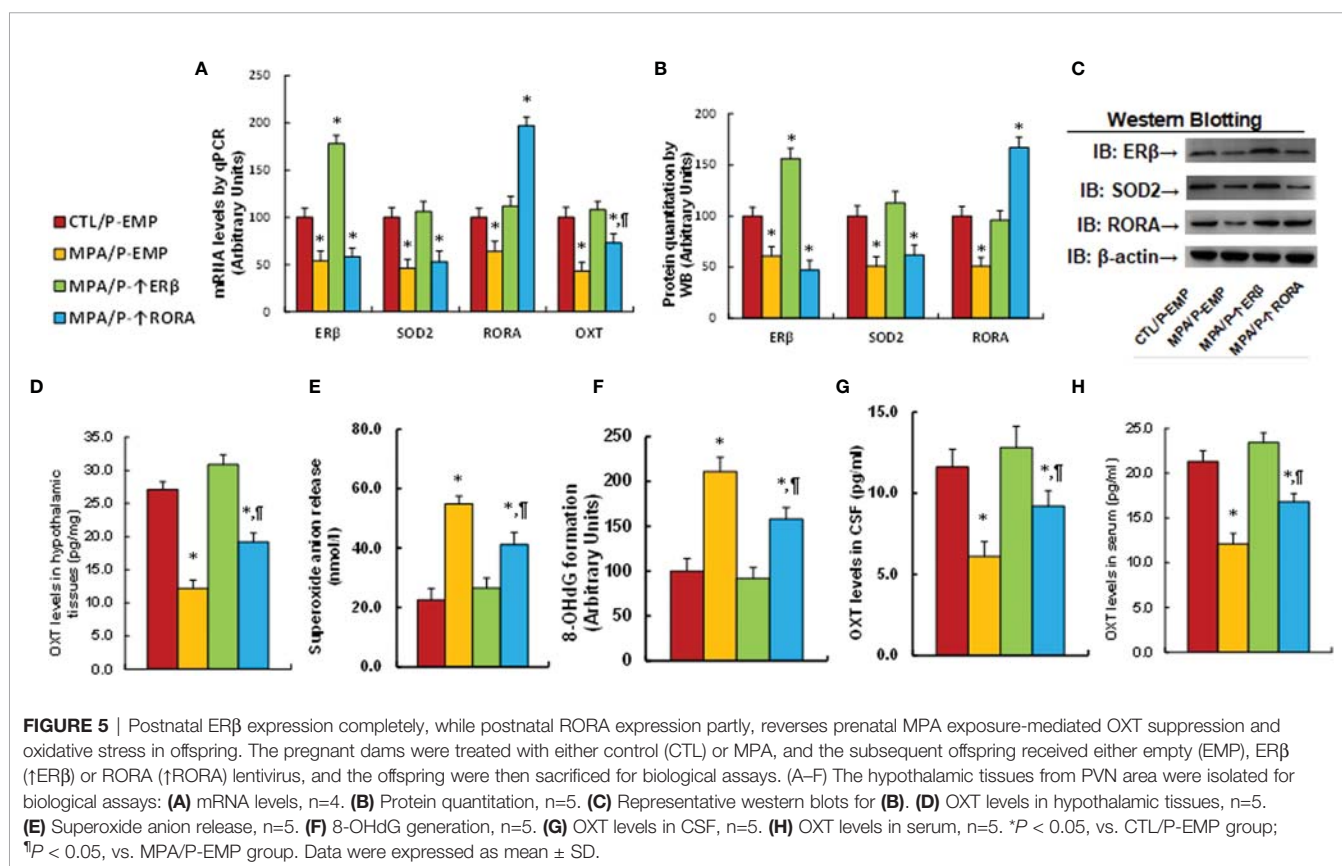 A
B
C
mRNA levels by qPCR
(Arbitrary Units)
250
200
150
100
50
0
*
*
*
*
*
*
*
*
*,¶
ERβ
SOD2
RORA
OXT
CTL/P-EMP
MPA/P-EMP
MPA/P-↑ERβ
MPA/P-↑RORA
Protein quantitation by
WB (Arbitrary Units)
200
150
100
50
0
*
*
*
*
*
*
*
ERβ
SOD2
RORA
Western Blotting
IB: ERβ→
IB: SOD2→
IB: RORA→
IB: β-actin→
CTL/P-EMP
MPA/P-EMP
MPA/P-↑ERβ
MPA/P-↑RORA
D
OXT levels in hypothalamic
tissues (pg/mg)
35.0
30.0
25.0
20.0
15.0
10.0
5.0
0.0
*
*,¶
E
Superoxide anion release
(nmol/l)
80.0
60.0
40.0
20.0
0.0
*
*,¶
F
8-OHdG formation
(Arbitrary Units)
250
200
150
100
50
0
*
*,¶
G
OXT levels in CSF (pg/ml)
15.0
10.0
5.0
0.0
*
*,¶
H
OXT levels in serum (pg/ml)
25.0
20.0
15.0
10.0
5.0
0.0
*
*,¶
FIGURE 5 | Postnatal ERβ expression completely, while postnatal RORA expression partly, reverses prenatal MPA exposure-mediated OXT suppression and
oxidative stress in offspring. The pregnant dams were treated with either control (CTL) or MPA, and the subsequent offspring received either empty (EMP), ERβ
(↑ERβ) or RORA (↑RORA) lentivirus, and the offspring were then sacrificed for biological assays. (A–F) The hypothalamic tissues from PVN area were isolated for
biological assays: (A) mRNA levels, n=4. (B) Protein quantitation, n=5. (C) Representative western blots for (B). (D) OXT levels in hypothalamic tissues, n=5.
(E) Superoxide anion release, n=5. (F) 8-OHdG generation, n=5. (G) OXT levels in CSF, n=5. (H) OXT levels in serum, n=5. *P < 0.05, vs. CTL/P-EMP group;
¶P < 0.05, vs. MPA/P-EMP group. Data were expressed as mean ± SD.